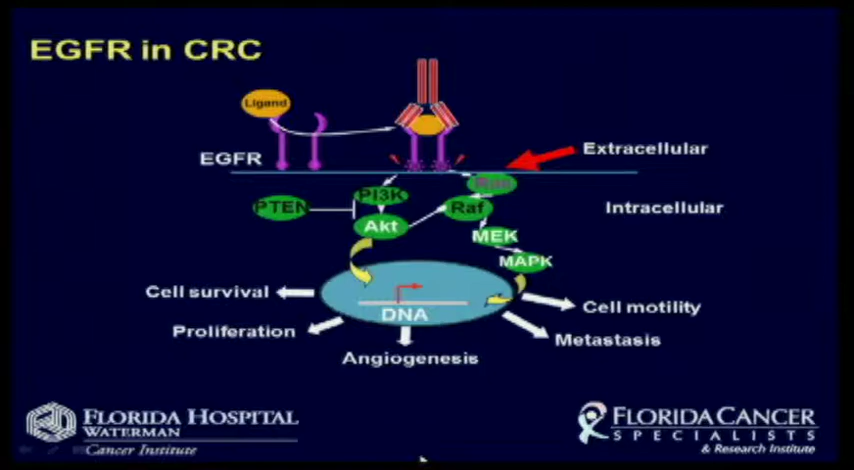 EGFR in CRC
Ligand
EGFR
Extracellular
Intracellular
PTEN
PI3K
Akt
Ras
Raf
MEK
MAPK
DNA
Cell survival
Proliferation
Angiogenesis
Cell motility
Metastasis
FLORIDA HOSPITAL
WATERMAN
Cancer Institute
FLORIDA CANCER
SPECIALISTS
& Research Institute